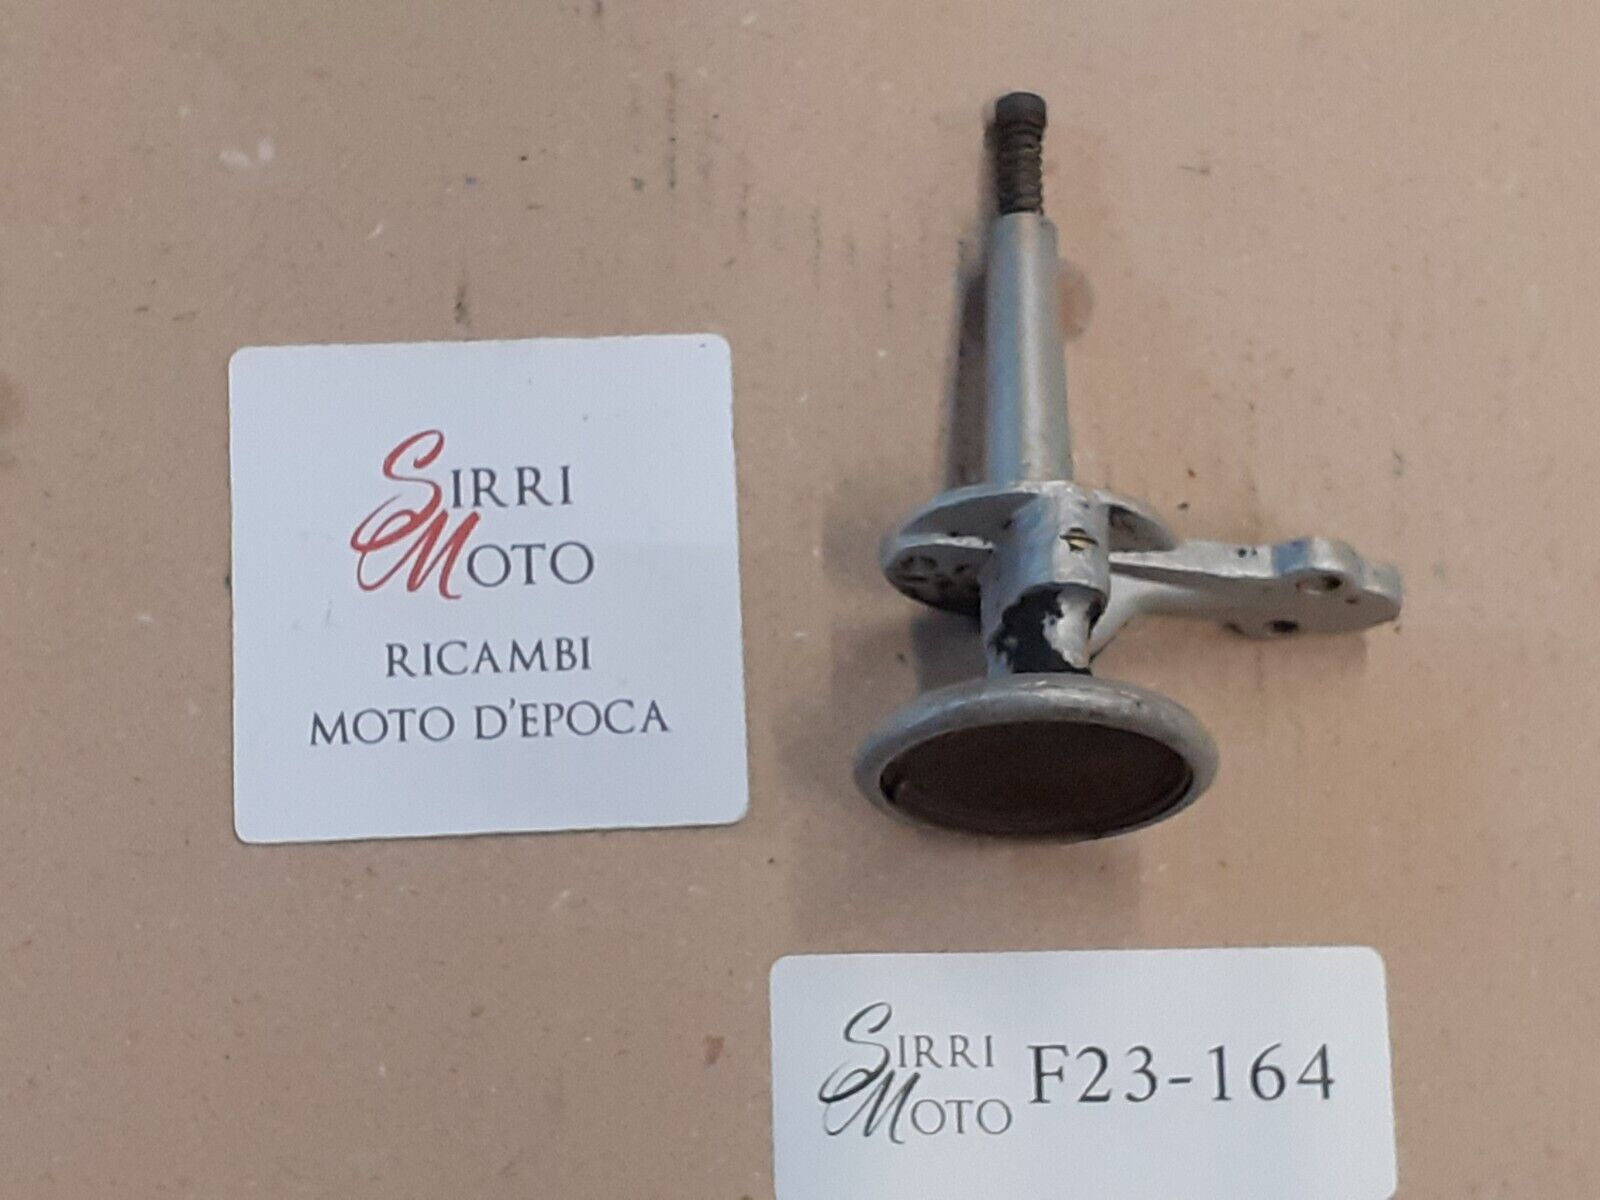 SIRRI
MOTO
RICAMBI
MOTO D'EPOCA
SIRRI
MOTO
F23-164